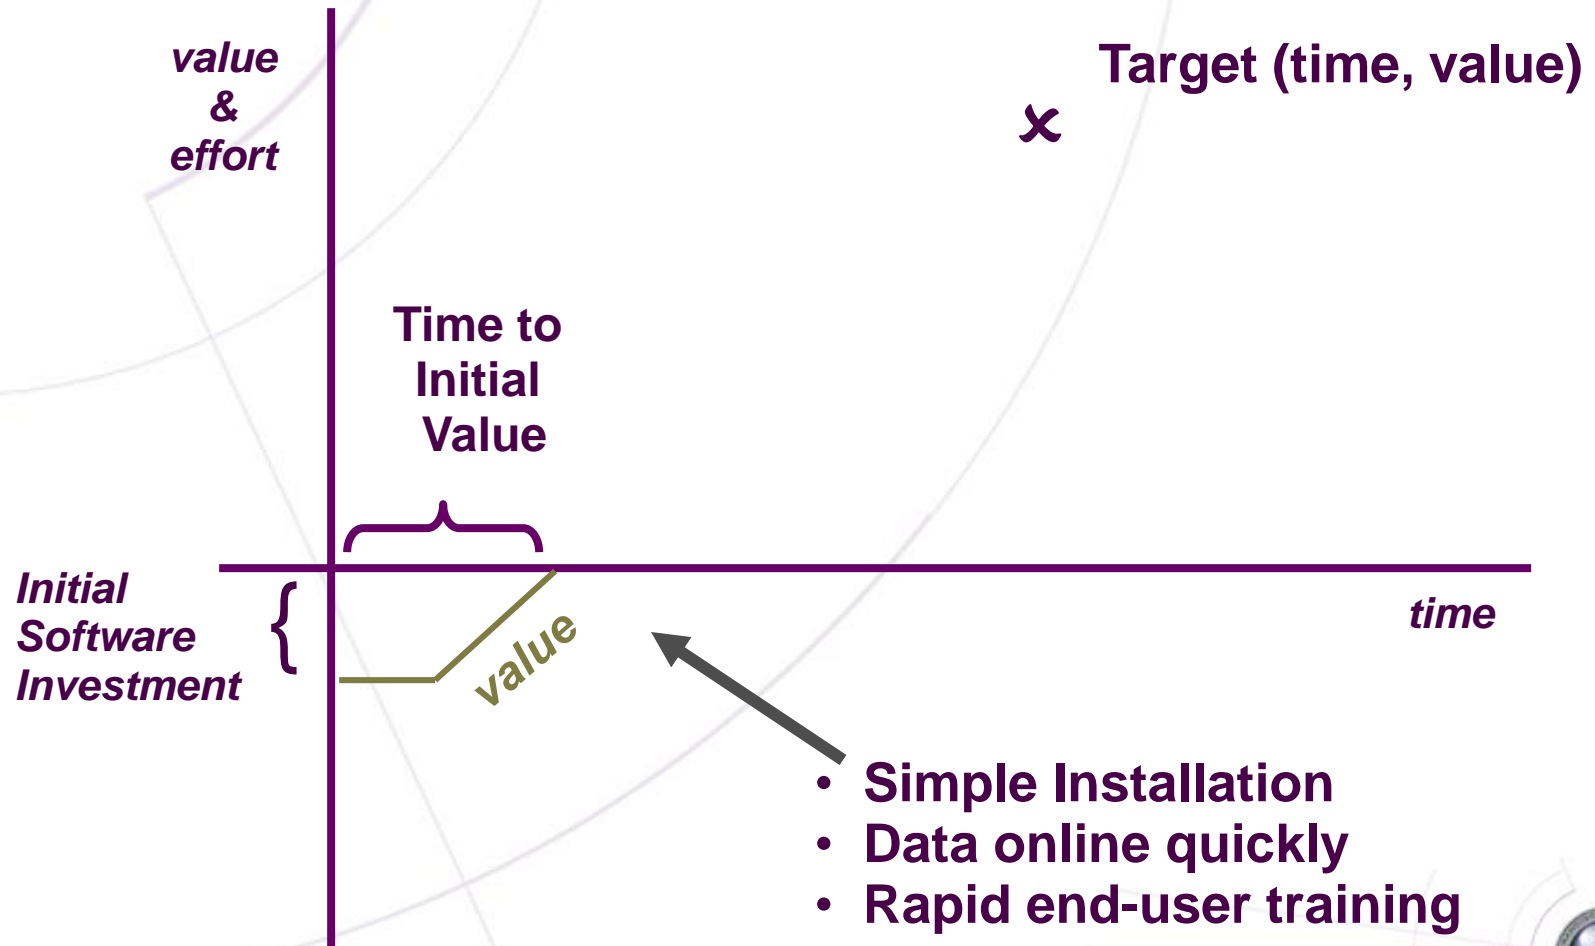 value
&
effort
Target (time, value)
Time to
Initial
Value
Initial
Software
Investment
time
value
• Simple Installation
• Data online quickly
• Rapid end-user training